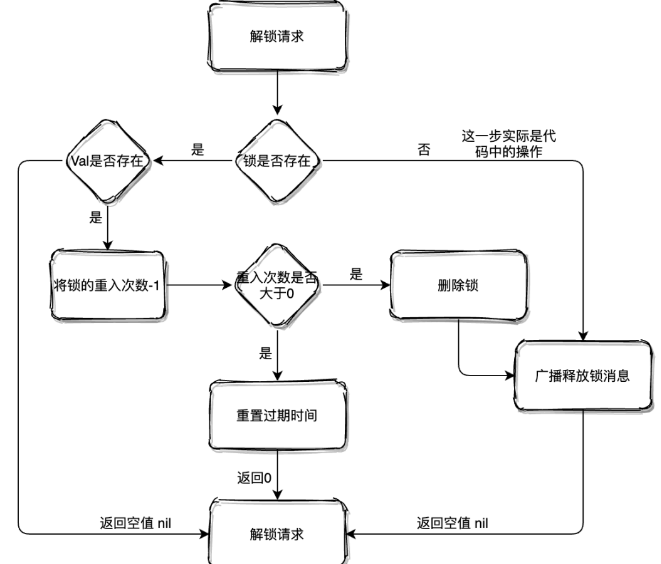 解锁请求
这一步实际是代
码中的操作
Val是否存在
是
锁是否存在
否
是
将锁的重入次数-1
重入次数是否
大于0
是
删除锁
是
广播释放锁消息
重置过期时间
返回0
返回空值 nil
解锁请求
返回空值 nil